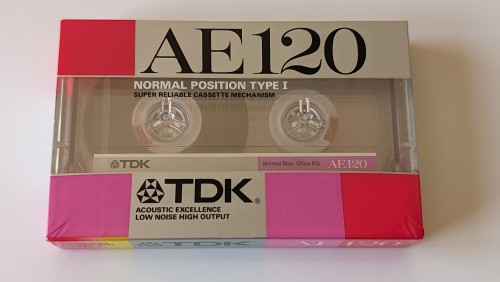 AE120
NORMAL POSITION TYPE I
SUPER RELIABLE CASSETTE MECHANISM
TDK
Normal Bias 120μs EQ AE120
TDK®
ACOUSTIC EXCELLENCE
LOW NOISE HIGH OUTPUT
TDK AE120